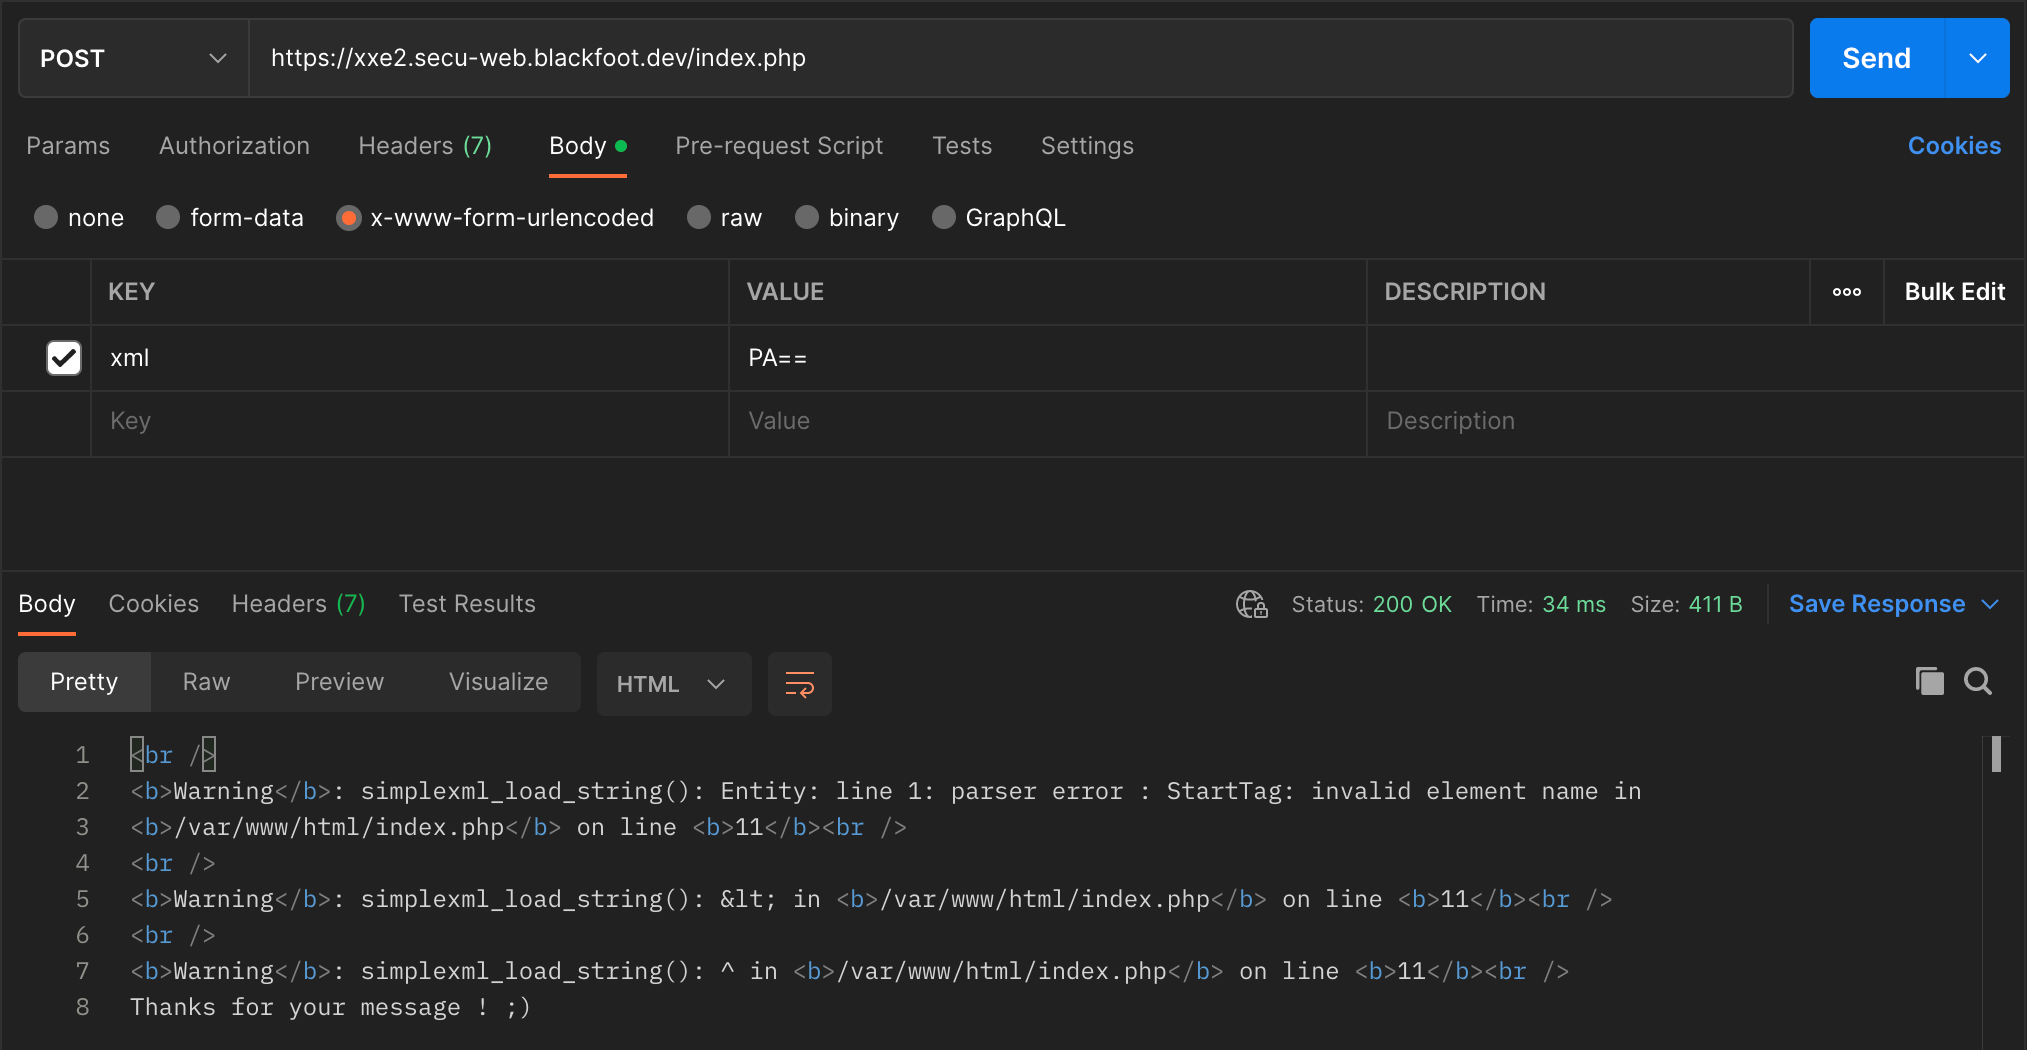 POST https://xxe2.secu-web.blackfoot.dev/index.php Send
Params Authorization Headers (7) Body Pre-request Script Tests Settings Cookies
none form-data x-www-form-urlencoded raw binary GraphQL
KEY VALUE DESCRIPTION ooo Bulk Edit
xml PA==
Key Value Description
Body Cookies Headers (7) Test Results Status: 200 OK Time: 34 ms Size: 411 B Save Response
Pretty Raw Preview Visualize HTML
1 <br />
2 <b>Warning</b>: simplexml_load_string(): Entity: line 1: parser error : StartTag: invalid element name in
3 <b>/var/www/html/index.php</b> on line <b>11</b><br />
4 <br />
5 <b>Warning</b>: simplexml_load_string(): &lt; in <b>/var/www/html/index.php</b> on line <b>11</b><br />
6 <br />
7 <b>Warning</b>: simplexml_load_string(): ^ in <b>/var/www/html/index.php</b> on line <b>11</b><br />
8 Thanks for your message ! ;)